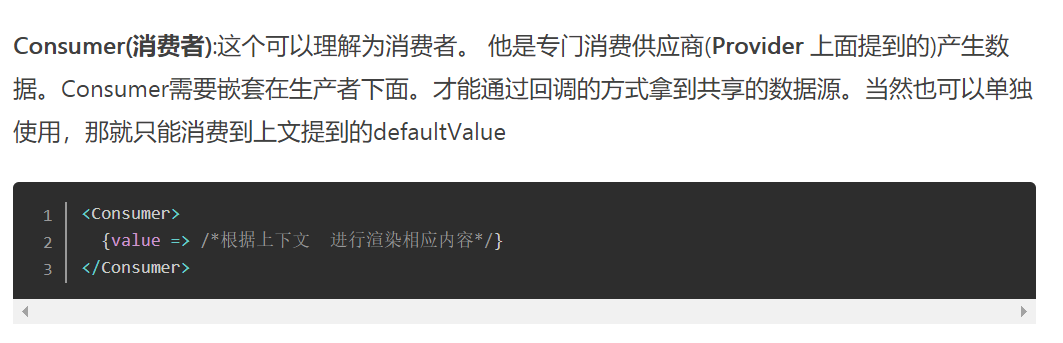 Consumer(消费者):这个可以理解为消费者。 他是专门消费供应商(Provider 上面提到的)产生数
据。Consumer需要嵌套在生产者下面。才能通过回调的方式拿到共享的数据源。当然也可以单独
使用，那就只能消费到上文提到的defaultValue
1 <Consumer>
2 {value => /*根据上下文  进行渲染相应内容*/}
3 </Consumer>